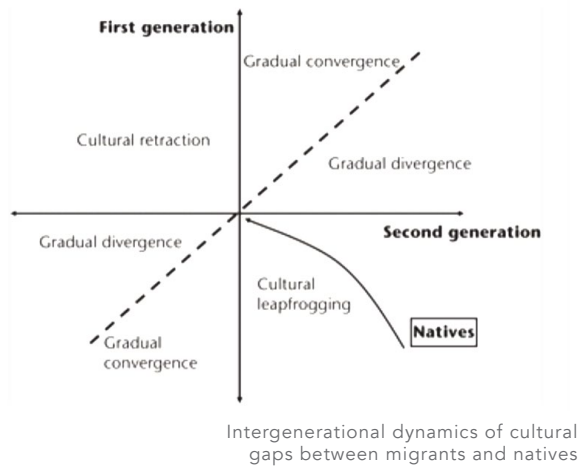 First generation
Gradual convergence
Cultural retraction
Gradual divergence
Second generation
Gradual divergence
Cultural
leapfrogging
Natives
Gradual
convergence
Intergenerational dynamics of cultural
gaps between migrants and natives